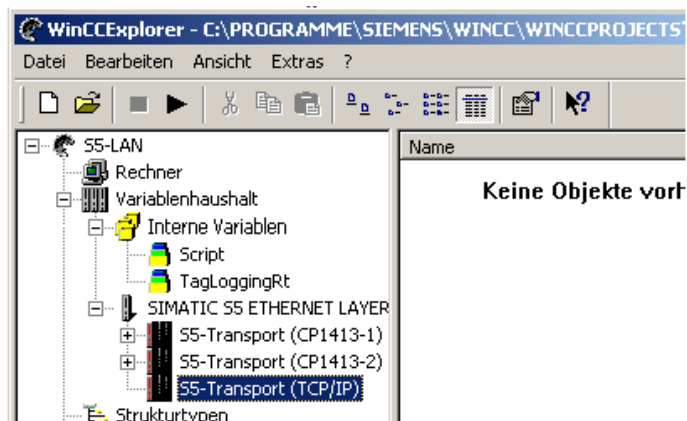 WinCCExplorer - C:\PROGRAMME\SIEMENS\WINCC\WINCCPROJECTS
Datei Bearbeiten Ansicht Extras ?
S5-LAN
Name
Rechner
Keine Objekte vorh
Variablenhaushalt
Interne Variablen
Script
TagLoggingRt
SIMATIC S5 ETHERNET LAYER
S5-Transport (CP1413-1)
S5-Transport (CP1413-2)
S5-Transport (TCP/IP)
Strukturtypen